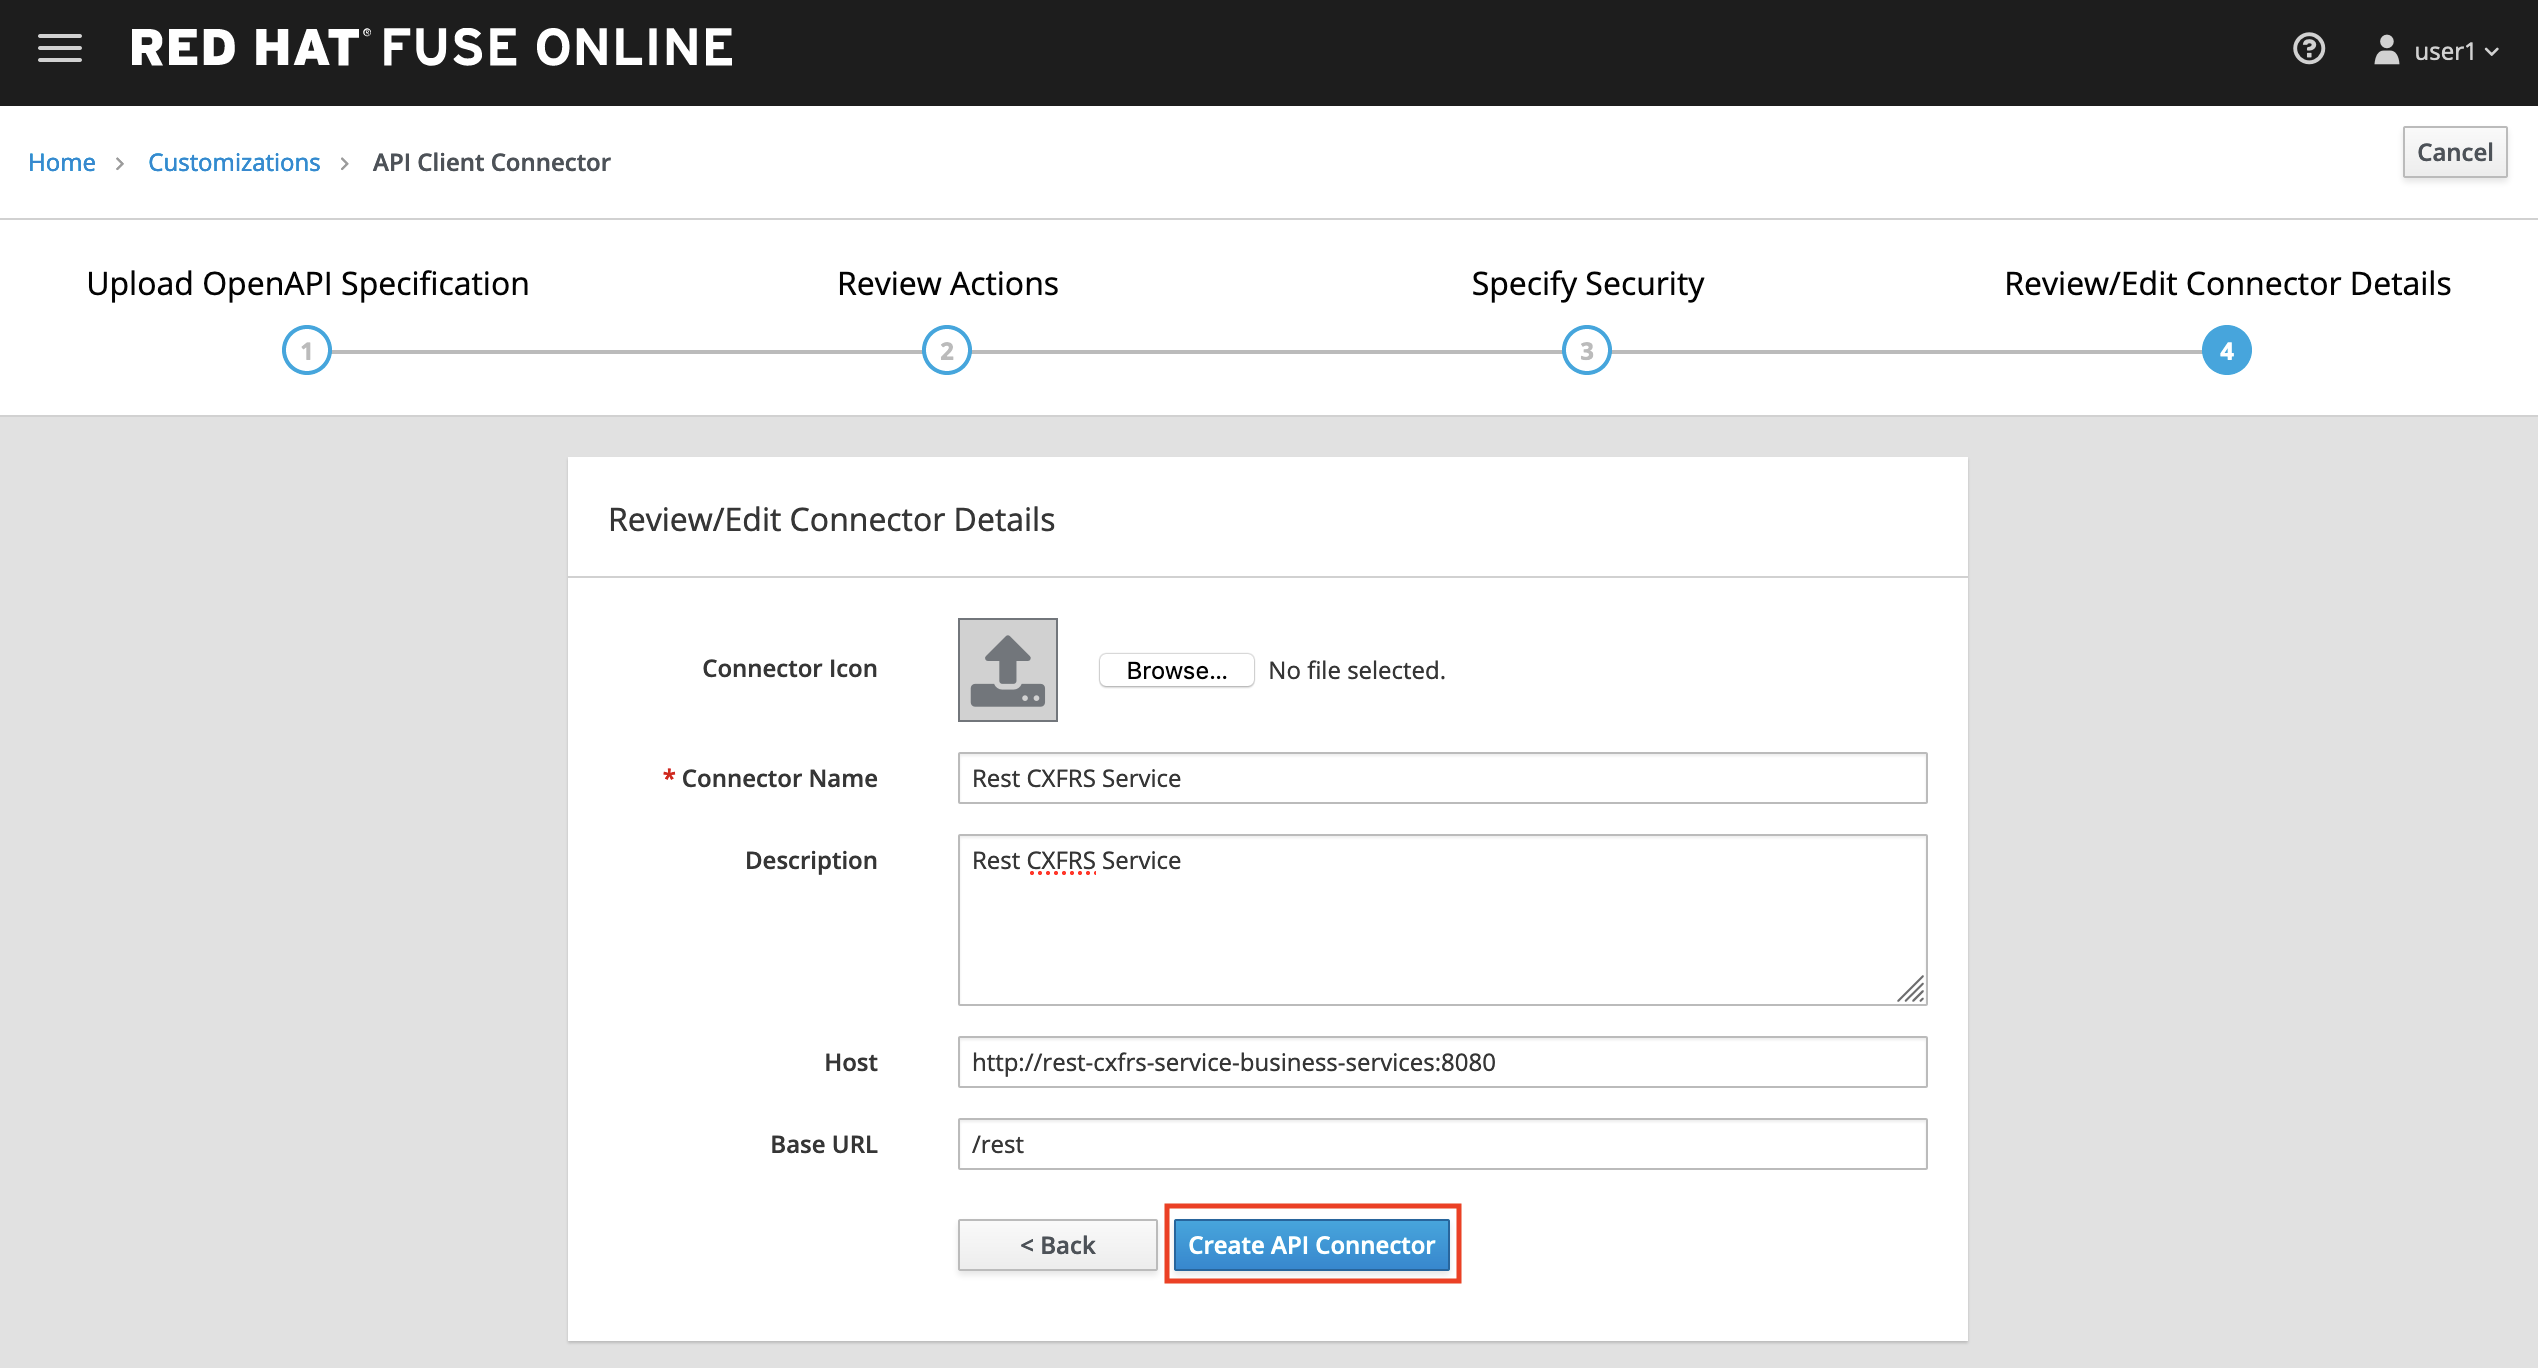 RED HAT® FUSE ONLINE
user1
Home > Customizations > API Client Connector
Cancel
Upload OpenAPI Specification
Review Actions
Specify Security
Review/Edit Connector Details
1
2
3
4
Review/Edit Connector Details
Connector Icon
Browse...
No file selected.
* Connector Name
Rest CXFRS Service
Description
Rest CXFRS Service
Host
http://rest-cxfrs-service-business-services:8080
Base URL
/rest
< Back
Create API Connector